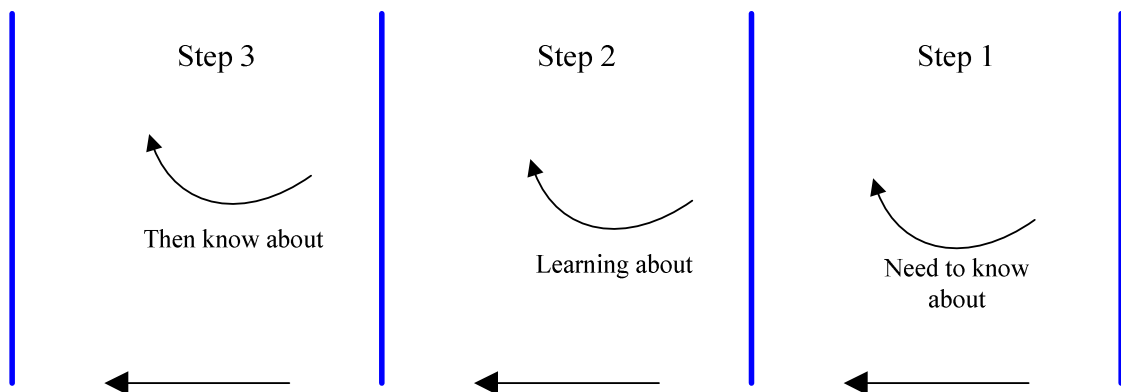 Step 3
Step 2
Step 1
Then know about
Learning about
Need to know
about